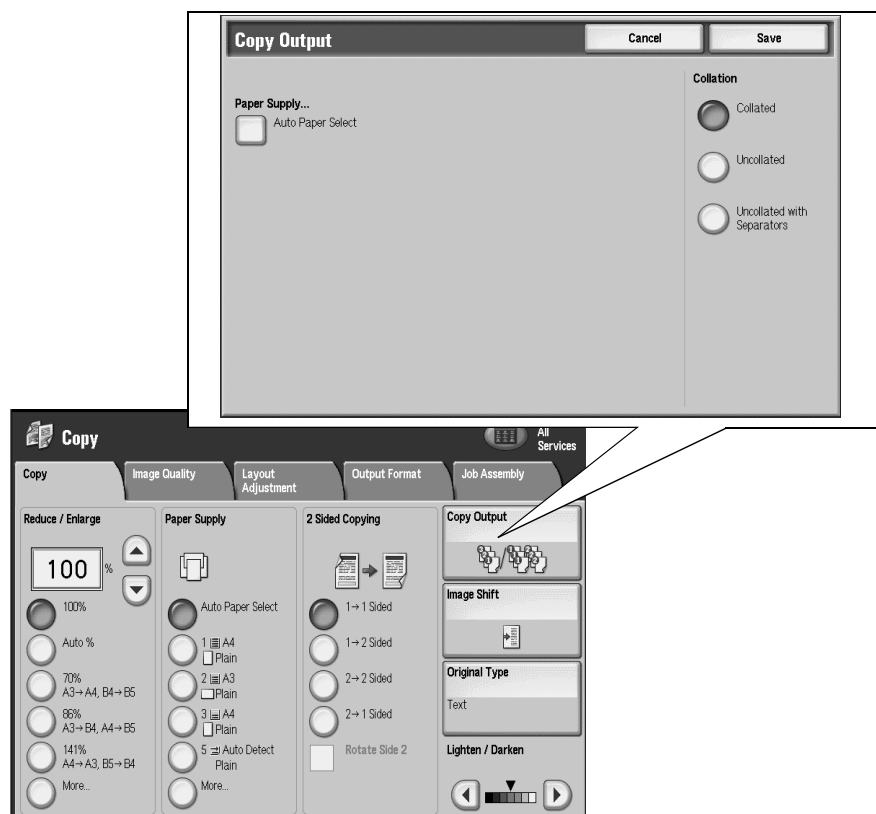 Copy Output
Cancel
Save
Paper Supply...
Auto Paper Select
Collation
Collated
Uncollated
Uncollated with
Separators
Copy
All
Services
Copy
Image Quality
Layout
Adjustment
Output Format
Job Assembly
Reduce / Enlarge
100 %
100%
Auto %
70%
A3→A4, B4→B5
86%
A3→B4, A4→B5
141%
A4→A3, B5→B4
More...
Paper Supply
Auto Paper Select
1 A4
Plain
2 A3
Plain
3 A4
Plain
5 Auto Detect
Plain
More...
2 Sided Copying
1→1 Sided
1→2 Sided
2→2 Sided
2→1 Sided
Rotate Side 2
Copy Output
Image Shift
Original Type
Text
Lighten / Darken